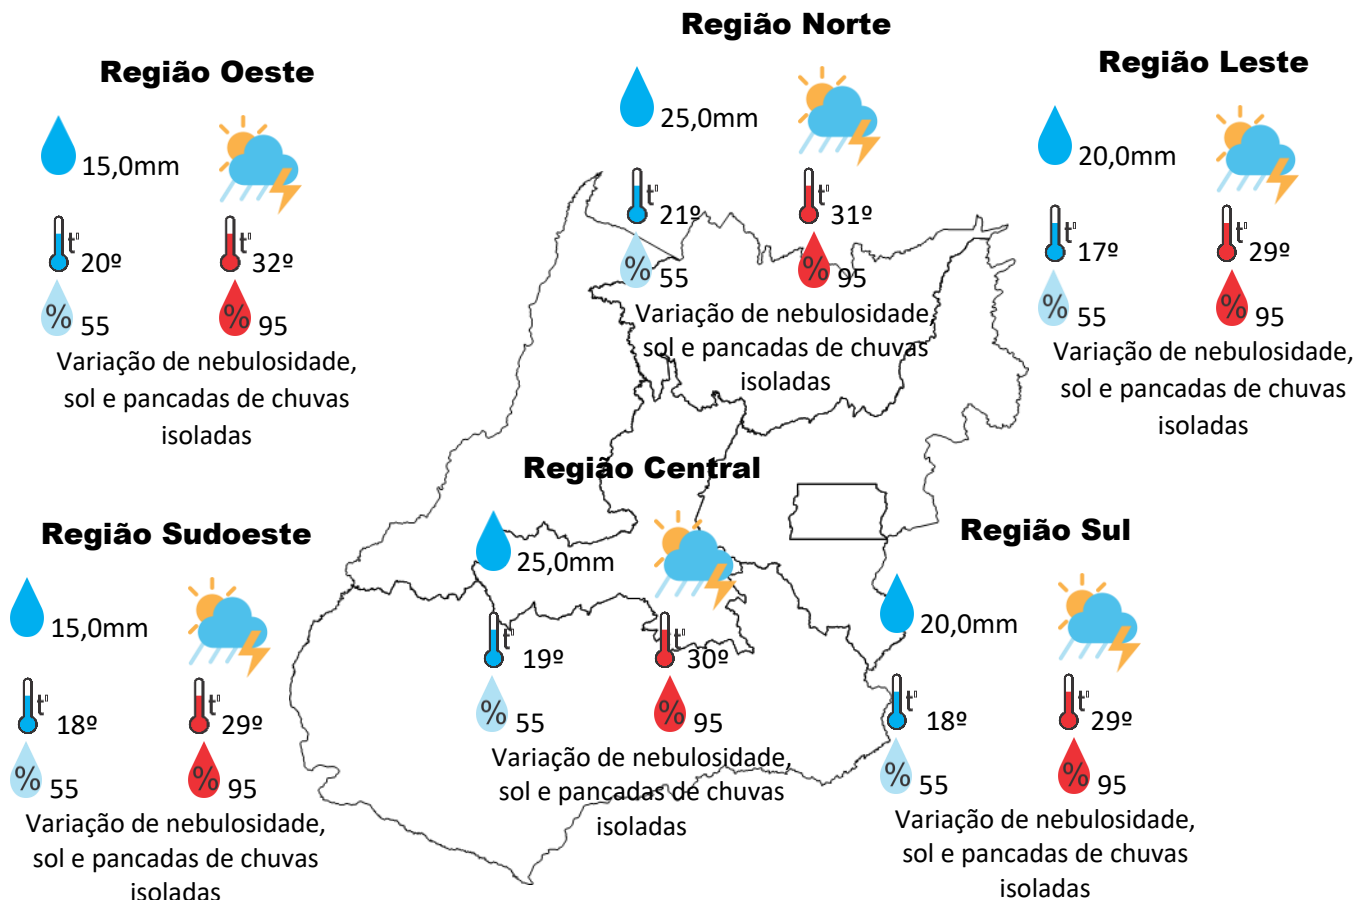 Região Norte
25,0mm
t°
21º
31º
% 55
% 95
Variação de nebulosidade,
sol e pancadas de chuvas
isoladas
Região Oeste
15,0mm
t°
20º
t°
32º
% 55
% 95
Variação de nebulosidade,
sol e pancadas de chuvas
isoladas
Região Leste
20,0mm
t°
17º
t°
29º
% 55
% 95
Variação de nebulosidade,
sol e pancadas de chuvas
isoladas
Região Central
25,0mm
t°
19º
t°
30º
% 55
% 95
Variação de nebulosidade,
sol e pancadas de chuvas
isoladas
Região Sudoeste
15,0mm
t°
18º
t°
29º
% 55
% 95
Variação de nebulosidade,
sol e pancadas de chuvas
isoladas
Região Sul
20,0mm
t°
18º
t°
29º
% 55
% 95
Variação de nebulosidade,
sol e pancadas de chuvas
isoladas